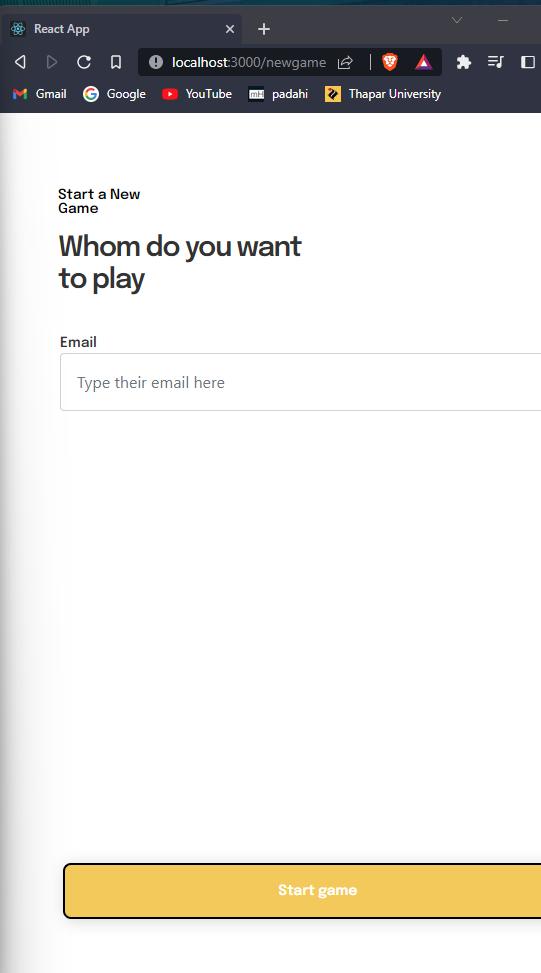 React App
localhost:3000/newgame
Gmail
Google
YouTube
mH
padahi
Thapar University
Start a New
Game
Whom do you want
to play
Email
Type their email here
Start game